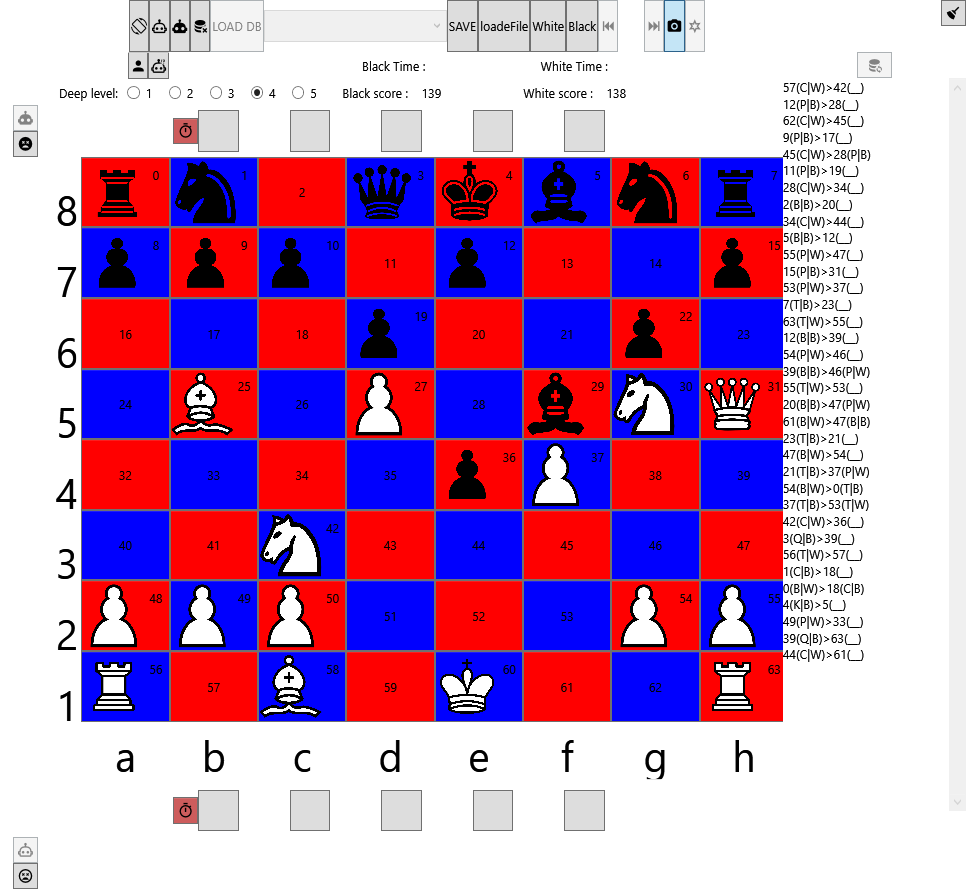 LOAD DB SAVE loadeFile White Black
Black Time : White Time :
Deep level: 1 2 3 4 5 Black score : 139 White score : 138
57(C|W)>42(__)
12(P|B)>28(__)
62(C|W)>45(__)
9(P|B)>17(__)
45(C|W)>28(P|B)
11(P|B)>19(__)
28(C|W)>34(__)
2(B|B)>20(__)
34(C|W)>44(__)
5(B|B)>12(__)
55(P|W)>47(__)
15(P|B)>31(__)
53(P|W)>37(__)
7(T|B)>23(__)
63(T|W)>55(__)
12(B|B)>39(__)
54(P|W)>46(__)
39(B|B)>46(P|W)
55(T|W)>53(__)
20(B|B)>47(P|W)
61(B|W)>47(B|B)
23(T|B)>21(__)
47(B|W)>54(__)
21(T|B)>37(P|W)
54(B|W)>0(T|B)
37(T|B)>53(T|W)
42(C|W)>36(__)
3(Q|B)>39(__)
56(T|W)>57(__)
1(C|B)>18(__)
0(B|W)>18(C|B)
4(K|B)>5(__)
49(P|W)>33(__)
39(Q|B)>63(__)
44(C|W)>61(__)
8 0 1 2 3 4 5 6 7
7 8 9 10 11 12 13 14 15
6 16 17 18 19 20 21 22 23
5 24 25 26 27 28 29 30 31
4 32 33 34 35 36 37 38 39
3 40 41 42 43 44 45 46 47
2 48 49 50 51 52 53 54 55
1 56 57 58 59 60 61 62 63
a b c d e f g h